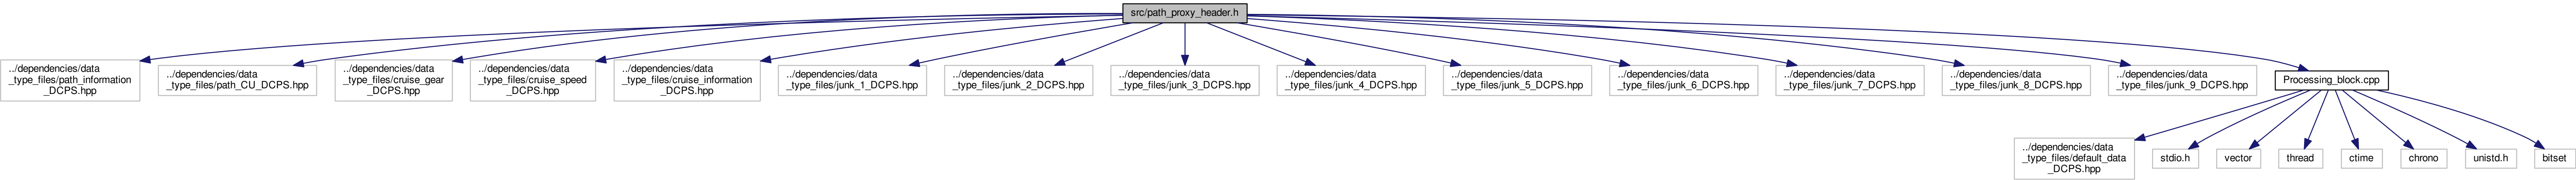 src/path_proxy_header.h
../dependencies/data
_type_files/path_information
_DCPS.hpp
../dependencies/data
_type_files/path_CU_DCPS.hpp
../dependencies/data
_type_files/cruise_gear
_DCPS.hpp
../dependencies/data
_type_files/cruise_speed
_DCPS.hpp
../dependencies/data
_type_files/cruise_information
_DCPS.hpp
../dependencies/data
_type_files/junk_1_DCPS.hpp
../dependencies/data
_type_files/junk_2_DCPS.hpp
../dependencies/data
_type_files/junk_3_DCPS.hpp
../dependencies/data
_type_files/junk_4_DCPS.hpp
../dependencies/data
_type_files/junk_5_DCPS.hpp
../dependencies/data
_type_files/junk_6_DCPS.hpp
../dependencies/data
_type_files/junk_7_DCPS.hpp
../dependencies/data
_type_files/junk_8_DCPS.hpp
../dependencies/data
_type_files/junk_9_DCPS.hpp
Processing_block.cpp
../dependencies/data
_type_files/default_data
_DCPS.hpp
stdio.h
vector
thread
ctime
chrono
unistd.h
bitset